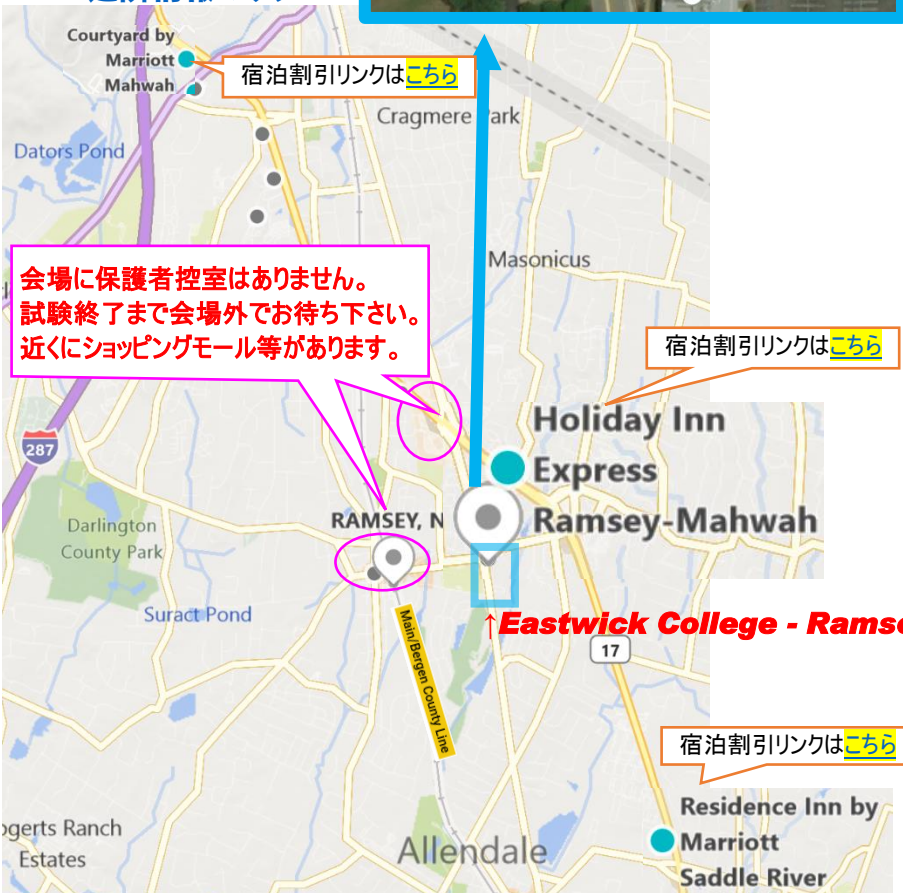 Courtyard by
Marriott
Mahwah
宿泊割引リンクはこちら
Cragmere Park
Dators Pond
Masonicus
会場に保護者控室はありません。
試験終了まで会場外でお待ち下さい。
近くにショッピングモール等があります。
宿泊割引リンクはこちら
Holiday Inn
Express
Ramsey-Mahwah
287
RAMSEY, N
Darlington
County Park
Suract Pond
Main/Bergen County Line
↑Eastwick College - Ramse
17
宿泊割引リンクはこちら
Residence Inn by
Marriott
Saddle River
ogerts Ranch
Estates
Allendale